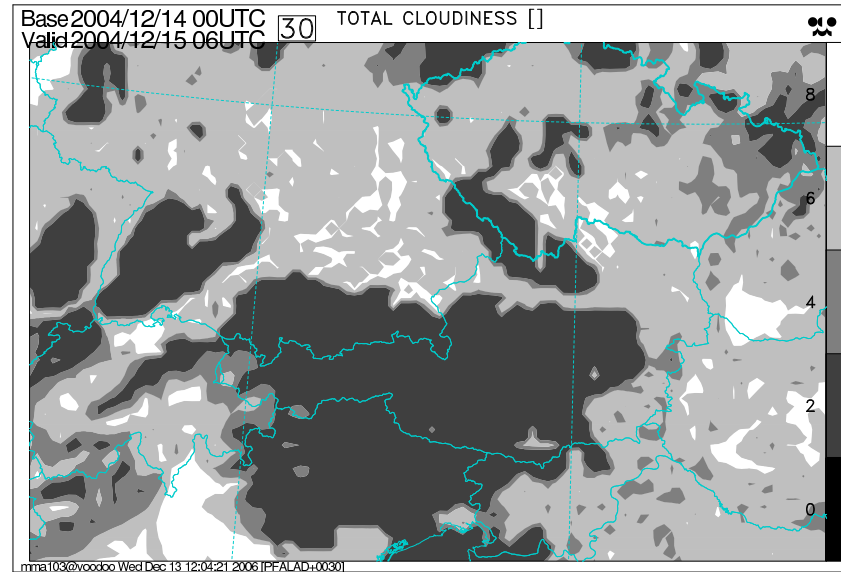 Base 2004/12/14 00UTC
Valid 2004/12/15 06UTC
30
TOTAL CLOUDINESS []
8
6
4
2
0
mma103@voodoo Wed Dec 13 12:04:21 2006 [PFALAD+0030]